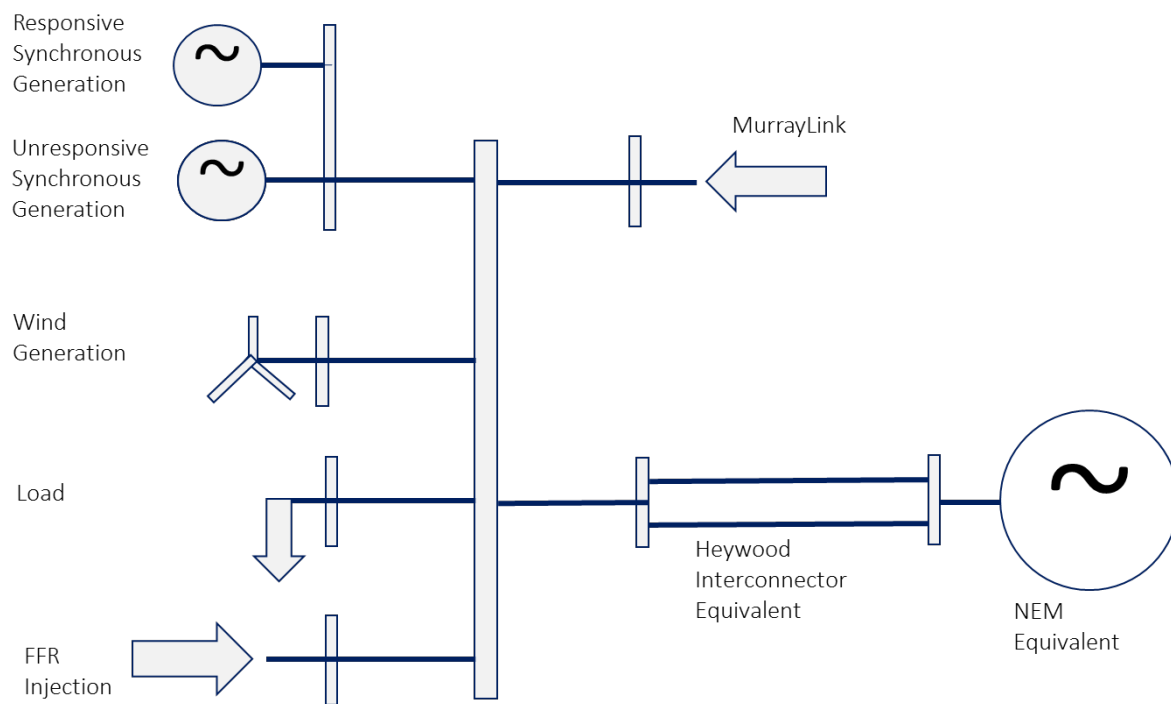 Responsive
Synchronous
Generation
MurrayLink
Unresponsive
Synchronous
Generation
Wind
Generation
Load
Heywood
Interconnector
Equivalent
NEM
Equivalent
FFR
Injection